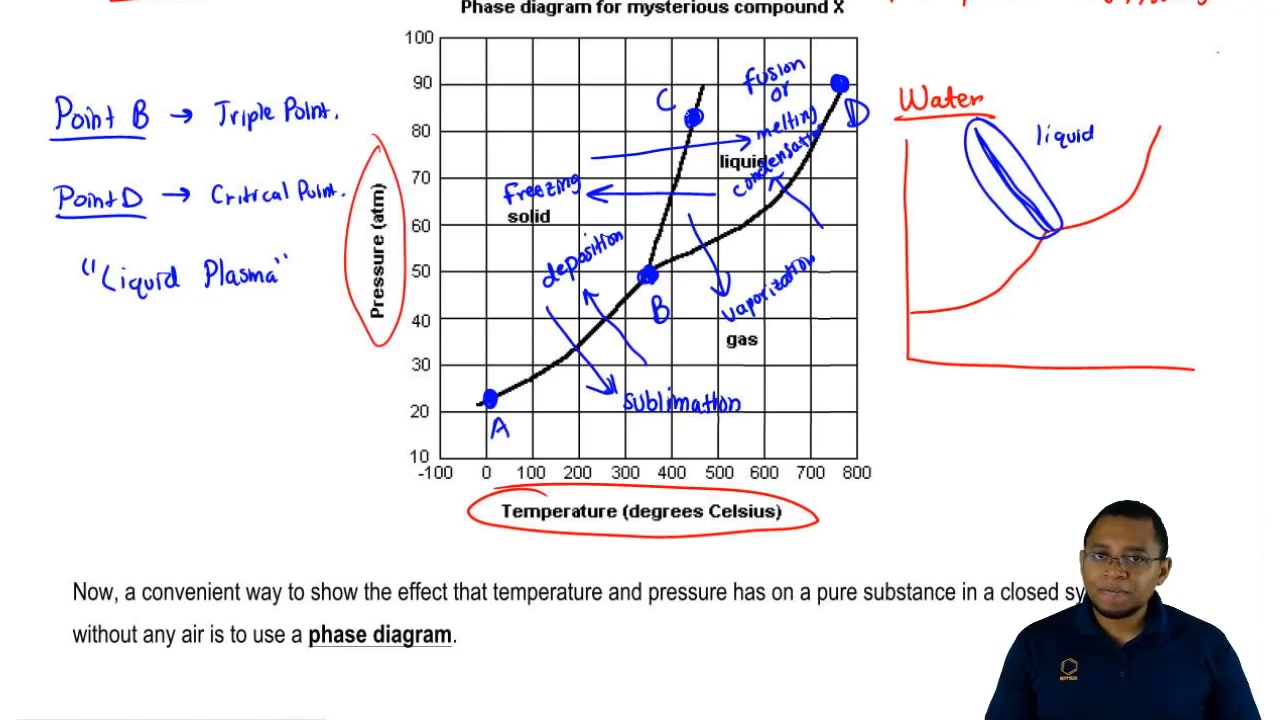 Phase diagram for mysterious compound X
Point B → Triple Point.
Point D → Critical Point.
"Liquid Plasma"
Pressure (atm)
100
90
80
70
60
50
40
30
20
10
-100 0 100 200 300 400 500 600 700 800
Temperature (degrees Celsius)
C
fusion
or
melting
D
liquid
condensation
freezing
solid
deposition
B
vaporization
gas
sublimation
A
Water
liquid
Now, a convenient way to show the effect that temperature and pressure has on a pure substance in a closed sy
without any air is to use a phase diagram.